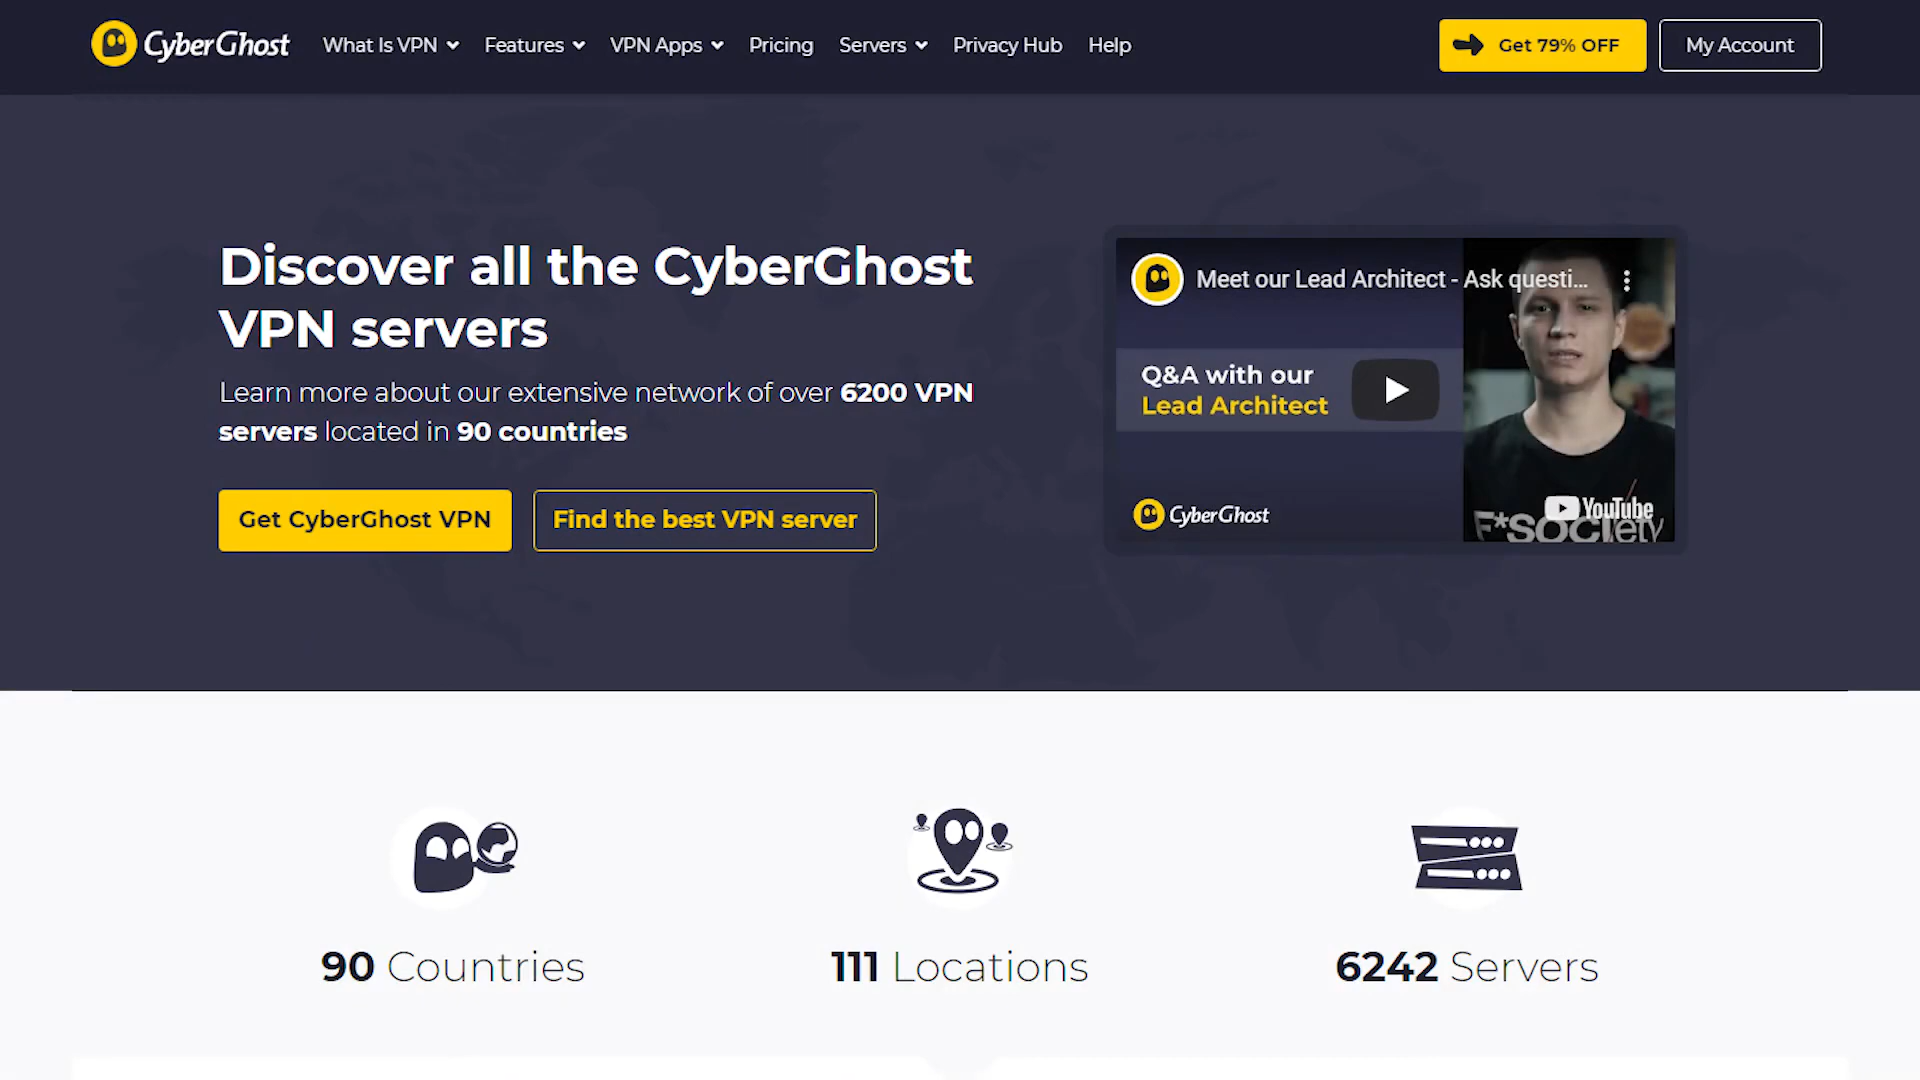 CyberGhost
What Is VPN
Features
VPN Apps
Pricing
Servers
Privacy Hub
Help
Get 79% OFF
My Account
Discover all the CyberGhost
VPN servers
Learn more about our extensive network of over 6200 VPN
servers located in 90 countries
Get CyberGhost VPN
Find the best VPN server
Meet our Lead Architect - Ask questi...
Q&A with our
Lead Architect
CyberGhost
YouTube
F*SOCIety
90 Countries
111 Locations
6242 Servers